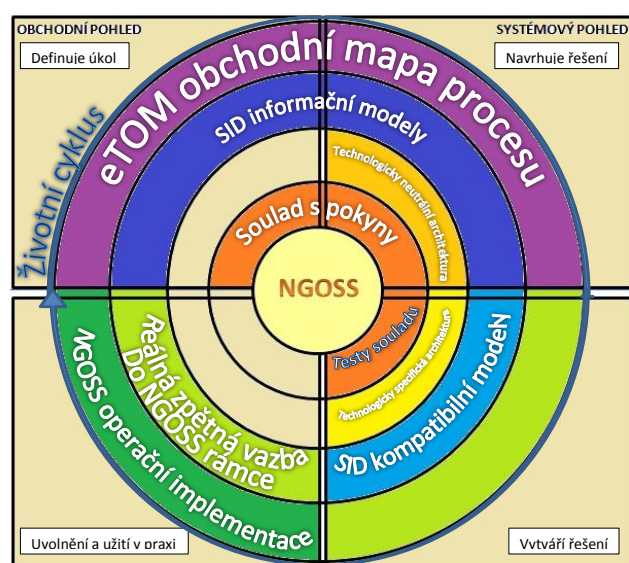 OBCHODNÍ POHLED
SYSTÉMOVÝ POHLED
Definuje úkol
Navrhuje řešení
Životní cyklus
eTOM obchodní mapa procesu
SID informační modely
Technologicky neutrální architektura
Soulad s pokyny
NGOSS
Testy souladu
Technologicky specifická architektura
SID kompatibilní modeN
Reálná zpětná vazba
Do NGOSS rámce
NGOSS operační implementace
Uvolnění a užití v praxi
Vytváří řešení